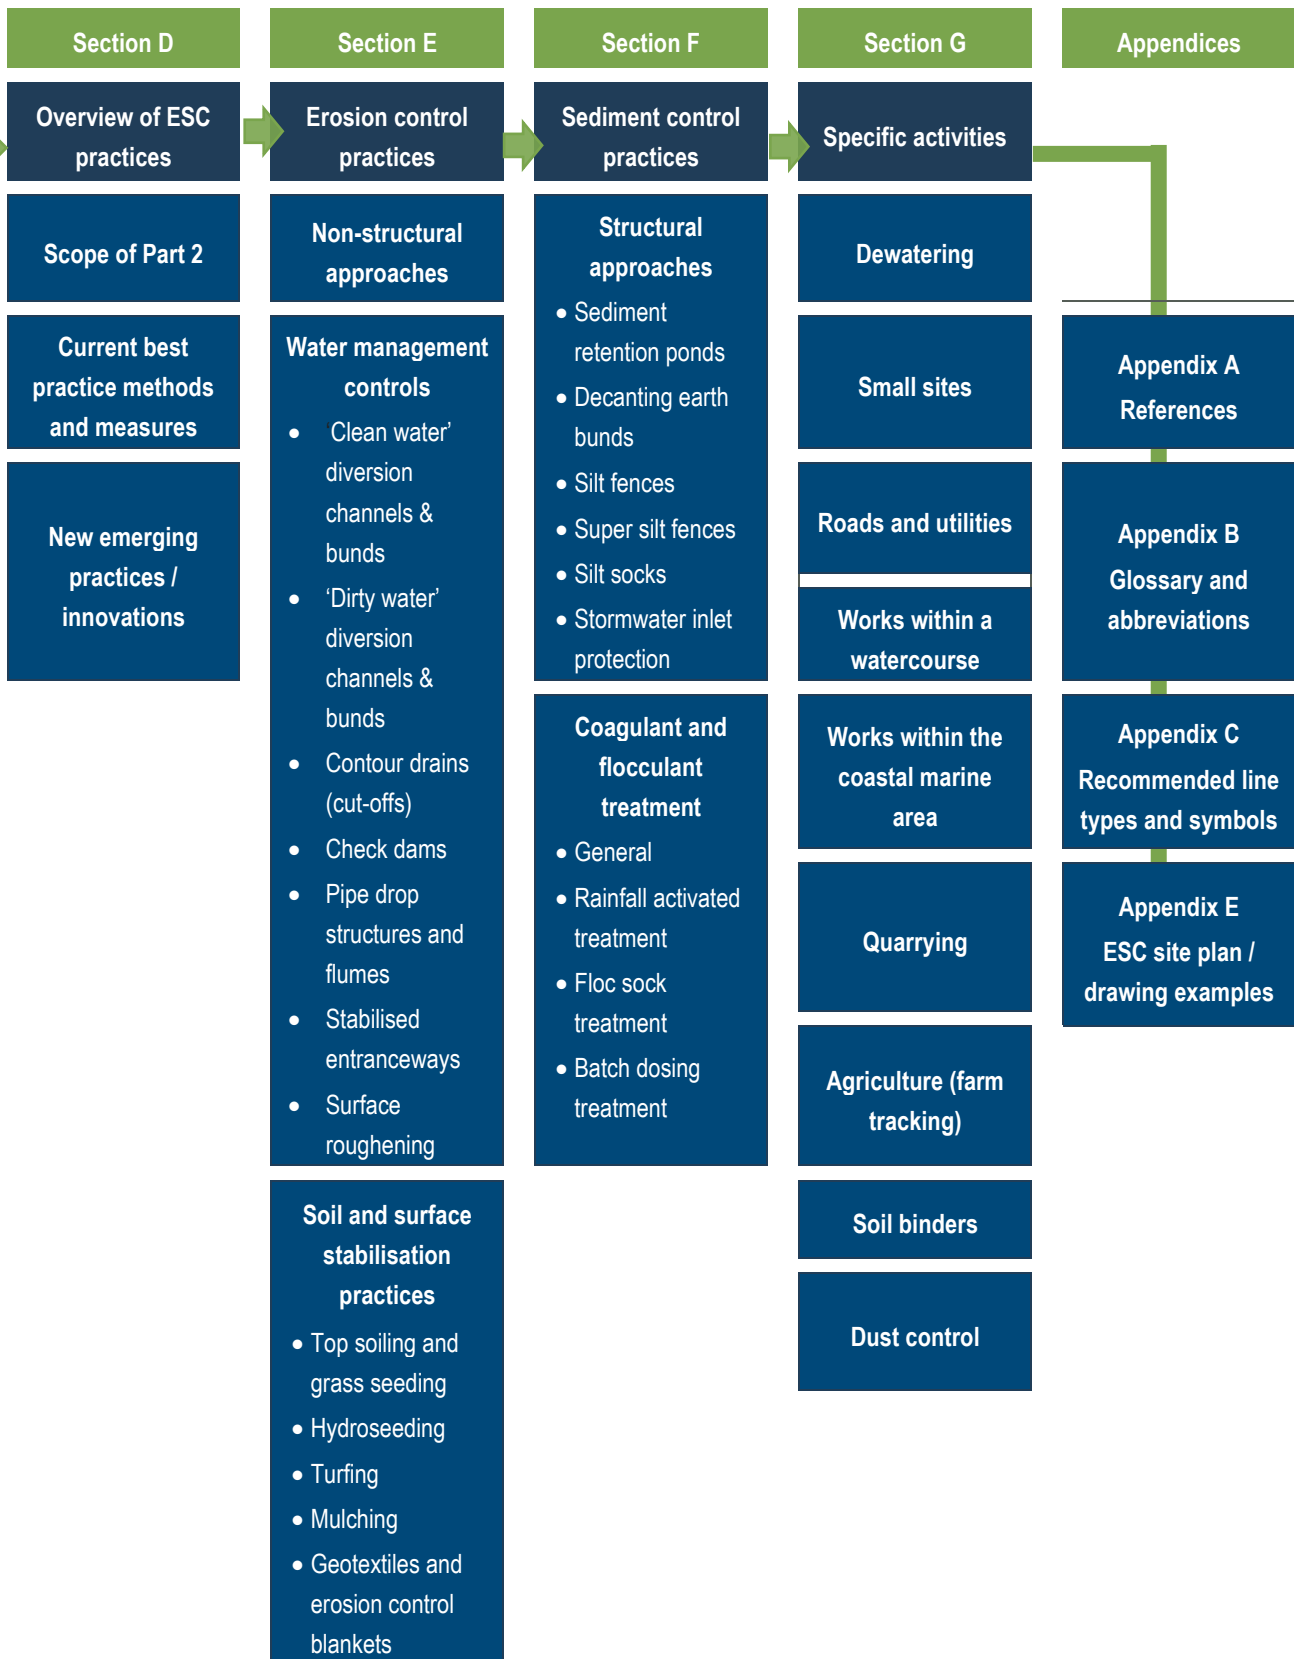 Section D
Overview of ESC
practices
Scope of Part 2
Current best
practice methods
and measures
New emerging
practices /
innovations
Section E
Erosion control
practices
Non-structural
approaches
Water management
controls
• ‘Clean water’
diversion
channels &
bunds
• ‘Dirty water’
diversion
channels &
bunds
• Contour drains
(cut-offs)
• Check dams
• Pipe drop
structures and
flumes
• Stabilised
entranceways
• Surface
roughening
Soil and surface
stabilisation
practices
• Top soiling and
grass seeding
• Hydroseeding
• Turfing
• Mulching
• Geotextiles and
erosion control
blankets
Section F
Sediment control
practices
Structural
approaches
• Sediment
retention ponds
• Decanting earth
bunds
• Silt fences
• Super silt fences
• Silt socks
• Stormwater inlet
protection
Coagulant and
flocculant
treatment
• General
• Rainfall activated
treatment
• Floc sock
treatment
• Batch dosing
treatment
Section G
Specific activities
Dewatering
Small sites
Roads and utilities
Works within a
watercourse
Works within the
coastal marine
area
Quarrying
Agriculture (farm
tracking)
Soil binders
Dust control
Appendices
Appendix A
References
Appendix B
Glossary and
abbreviations
Appendix C
Recommended line
types and symbols
Appendix E
ESC site plan /
drawing examples